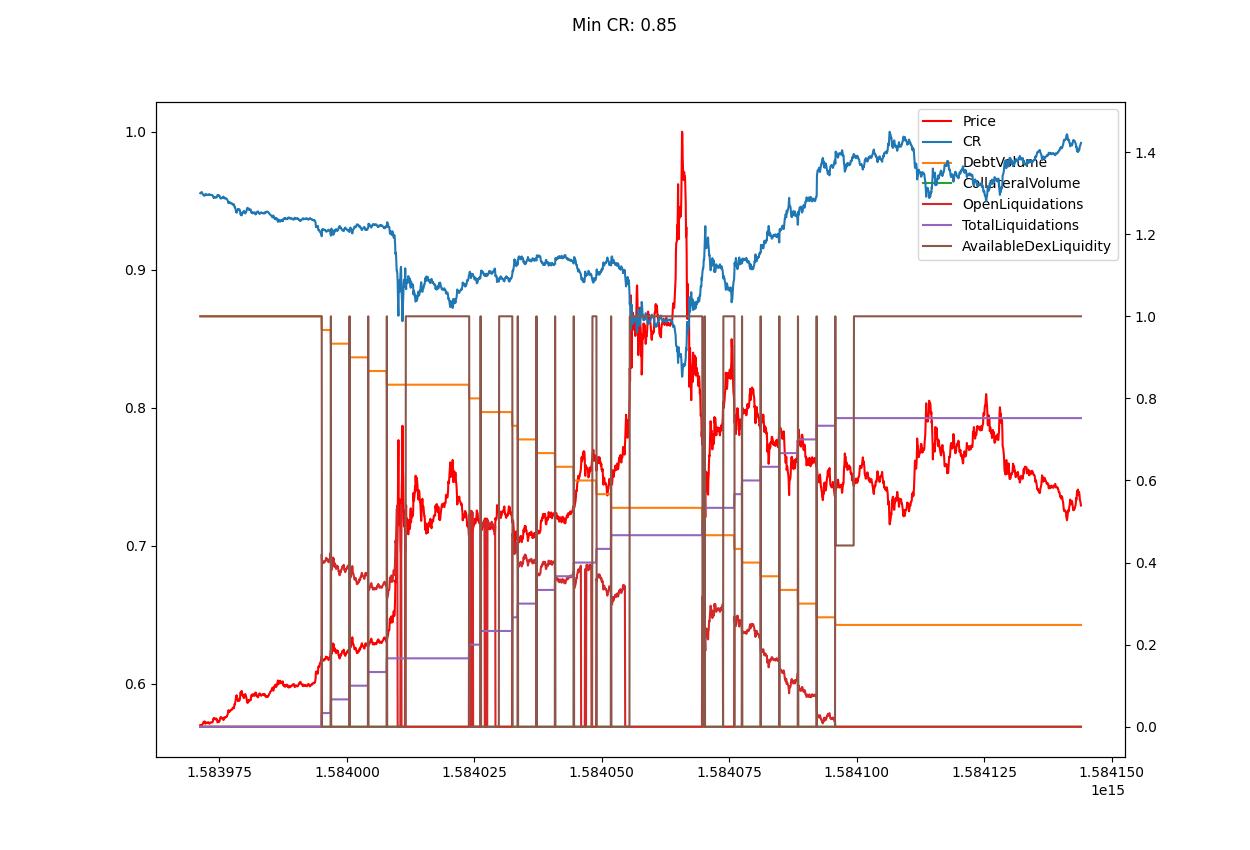 Min CR: 0.85
1.0
0.9
0.8
0.7
0.6
Price
CR
DebtVolume
CollateralVolume
OpenLiquidations
TotalLiquidations
AvailableDexLiquidity
1.4
1.2
1.0
0.8
0.6
0.4
0.2
0.0
1.583975 1.584000 1.584025 1.584050 1.584075 1.584100 1.584125 1.584150
1e15